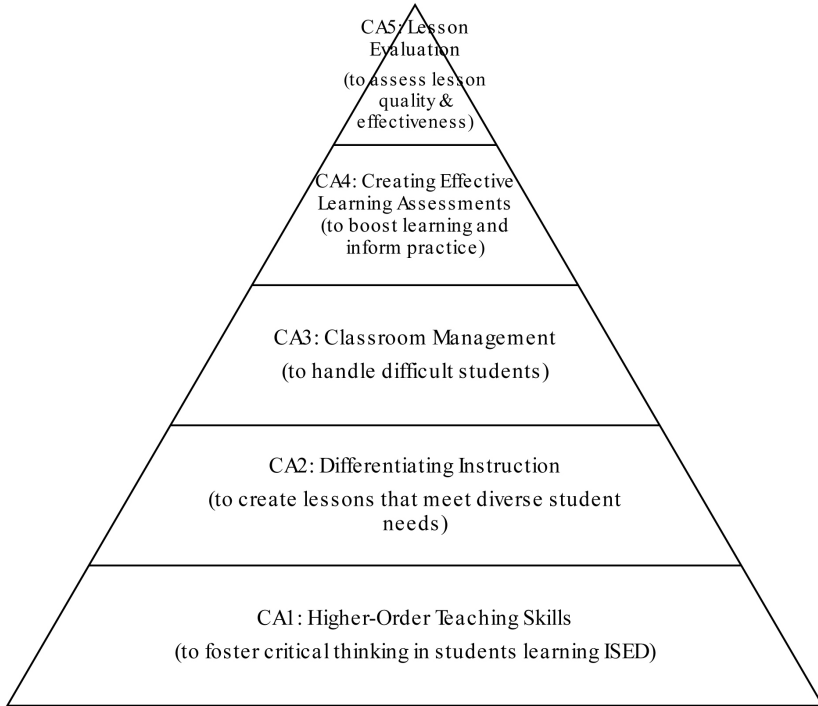 CA5: Lesson
Evaluation
(to assess lesson
quality &
effectiveness)
CA4: Creating Effective
Learning Assessments
(to boost learning and
inform practice)
CA3: Classroom Management
(to handle difficult students)
CA2: Differentiating Instruction
(to create lessons that meet diverse student
needs)
CA1: Higher-Order Teaching Skills
(to foster critical thinking in students learning ISED)